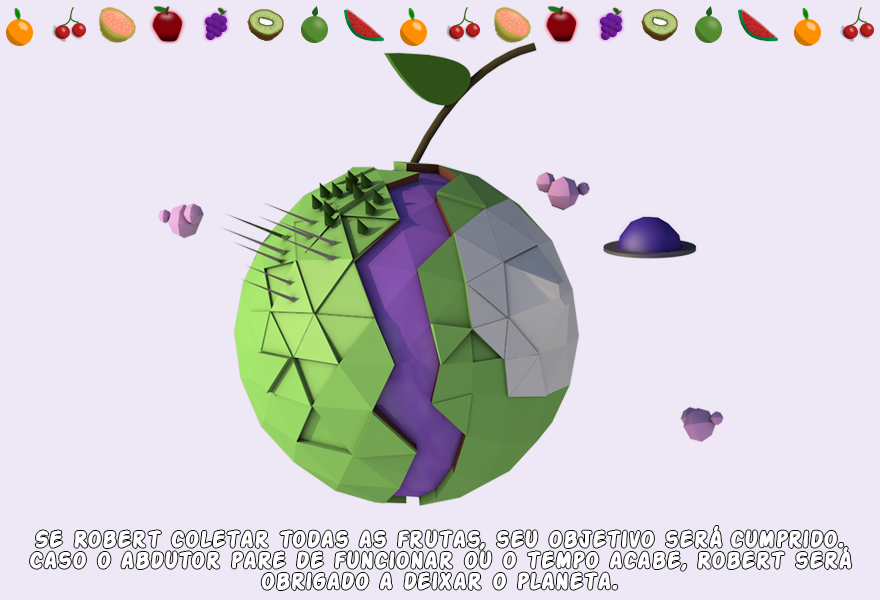 SE ROBERT COLETAR TODAS AS FRUTAS, SEU OBJETIVO SERÁ CUMPRIDO.
CASO O ABDUTOR PARE DE FUNCIONAR OU O TEMPO ACABE, ROBERT SERÁ
OBRIGADO A DEIXAR O PLANETA.